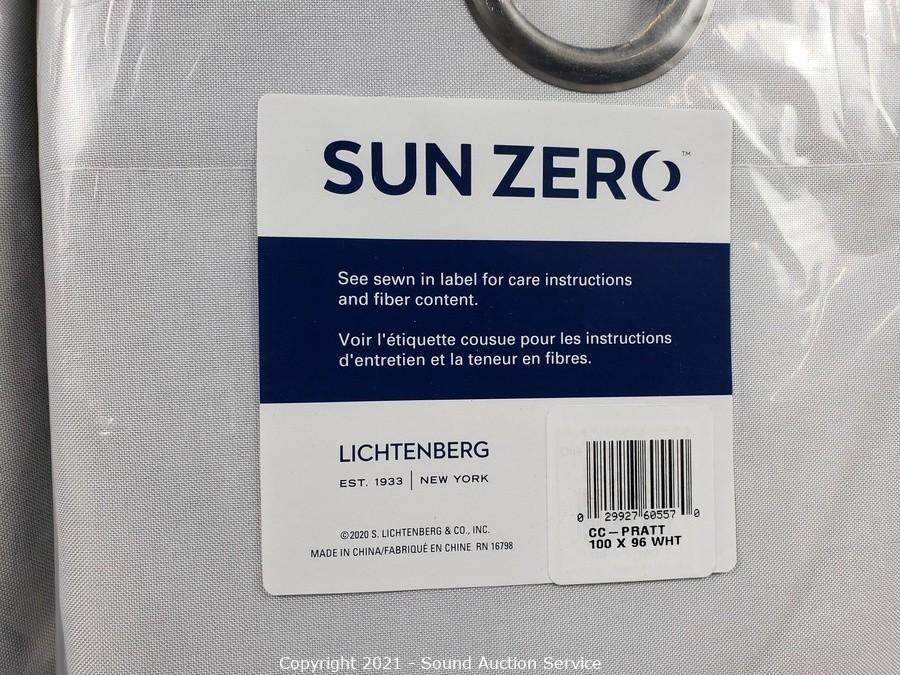 SUN ZERO™
See sewn in label for care instructions
and fiber content.
Voir l'étiquette cousue pour les instructions
d'entretien et la teneur en fibres.
LICHTENBERG
EST. 1933 | NEW YORK
©2020 S. LICHTENBERG & CO., INC.
MADE IN CHINA/FABRIQUÉ EN CHINE RN 16798
0 29927 60557 0
CC-PRATT
100 X 96 WHT
Copyright 2021 - Sound Auction Service